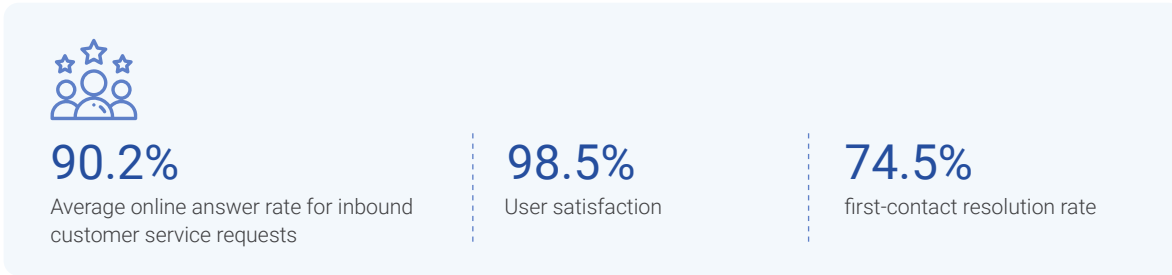 90.2%
Average online answer rate for inbound
customer service requests
98.5%
User satisfaction
74.5%
first-contact resolution rate